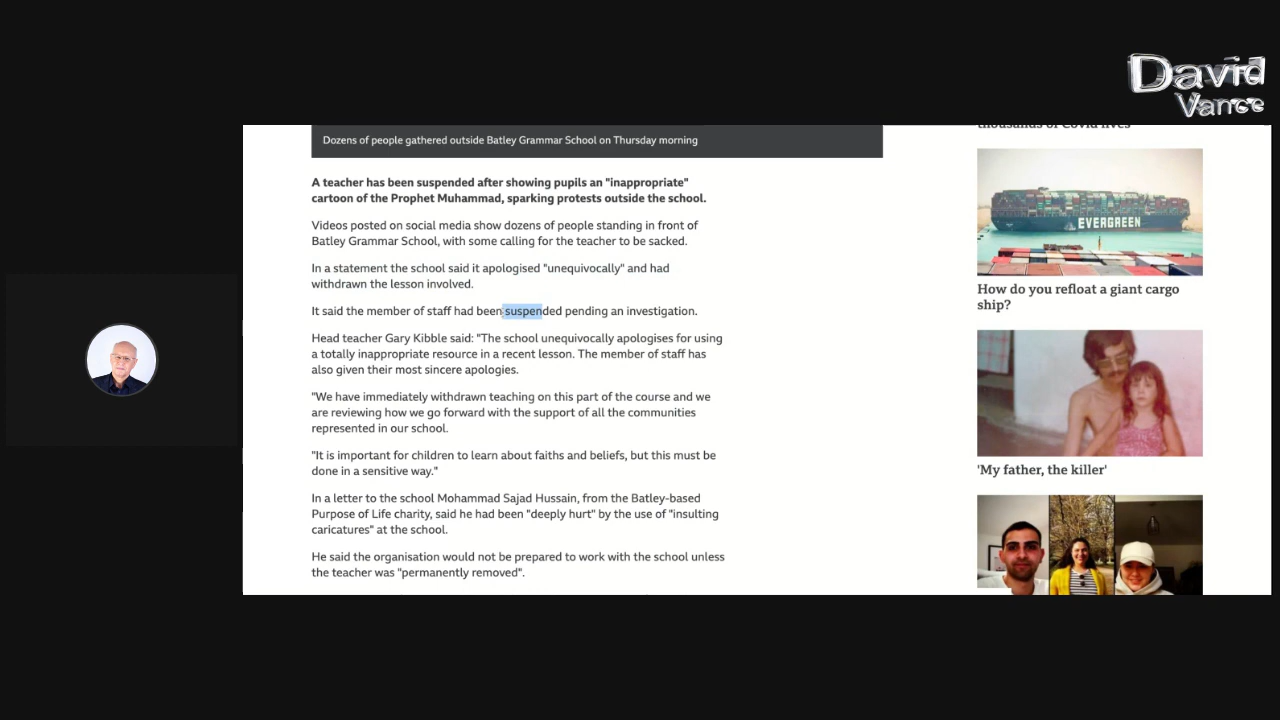 David
Vance
Dozens of people gathered outside Batley Grammar School on Thursday morning
A teacher has been suspended after showing pupils an "inappropriate"
cartoon of the Prophet Muhammad, sparking protests outside the school.
Videos posted on social media show dozens of people standing in front of
Batley Grammar School, with some calling for the teacher to be sacked.
In a statement the school said it apologised "unequivocally" and had
withdrawn the lesson involved.
It said the member of staff had been suspended pending an investigation.
Head teacher Gary Kibble said: "The school unequivocally apologises for using
a totally inappropriate resource in a recent lesson. The member of staff has
also given their most sincere apologies.
"We have immediately withdrawn teaching on this part of the course and we
are reviewing how we go forward with the support of all the communities
represented in our school.
"It is important for children to learn about faiths and beliefs, but this must be
done in a sensitive way."
In a letter to the school Mohammad Sajad Hussain, from the Batley-based
Purpose of Life charity, said he had been "deeply hurt" by the use of "insulting
caricatures" at the school.
He said the organisation would not be prepared to work with the school unless
the teacher was "permanently removed".
thousands of Covid lives
EVERGREEN
How do you refloat a giant cargo
ship?
'My father, the killer'